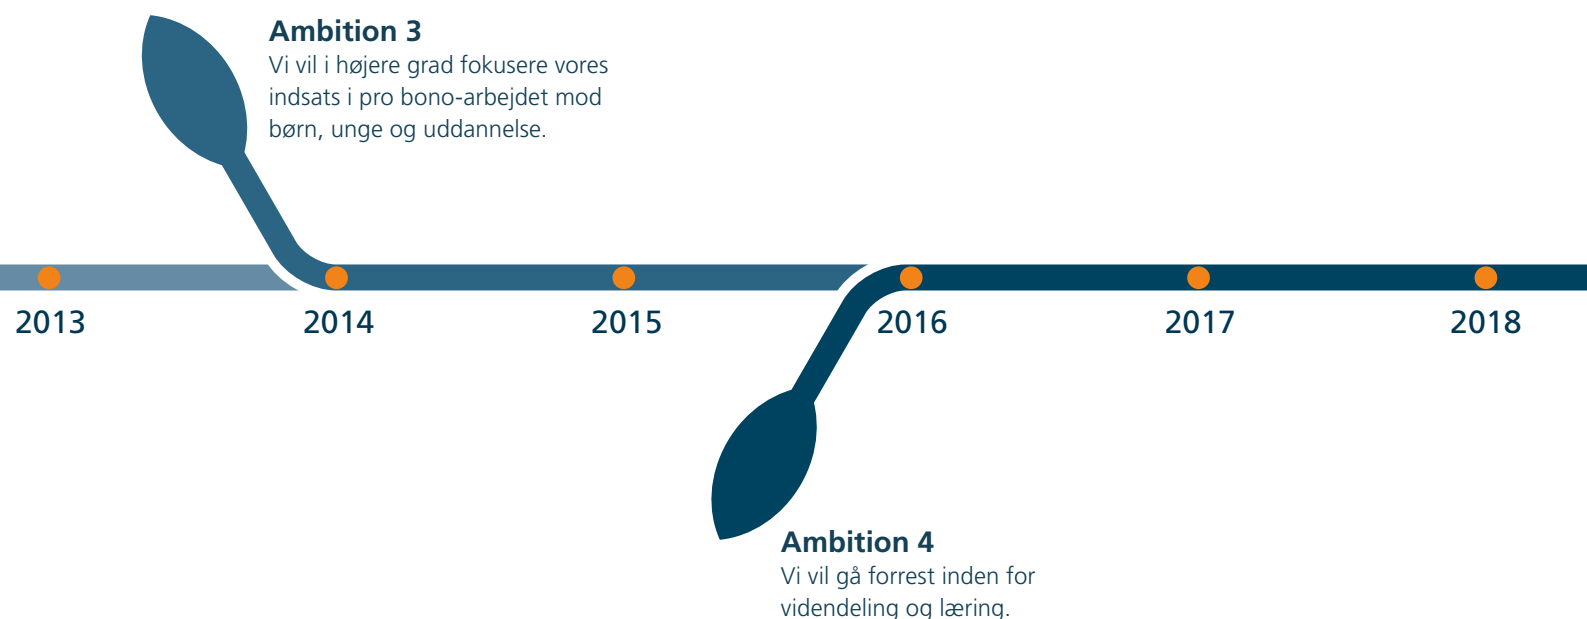 Ambition 3
Vi vil i højere grad fokusere vores
indsats i pro bono-arbejdet mod
børn, unge og uddannelse.
2013
2014
2015
2016
2017
2018
Ambition 4
Vi vil gå forrest inden for
videndeling og læring.